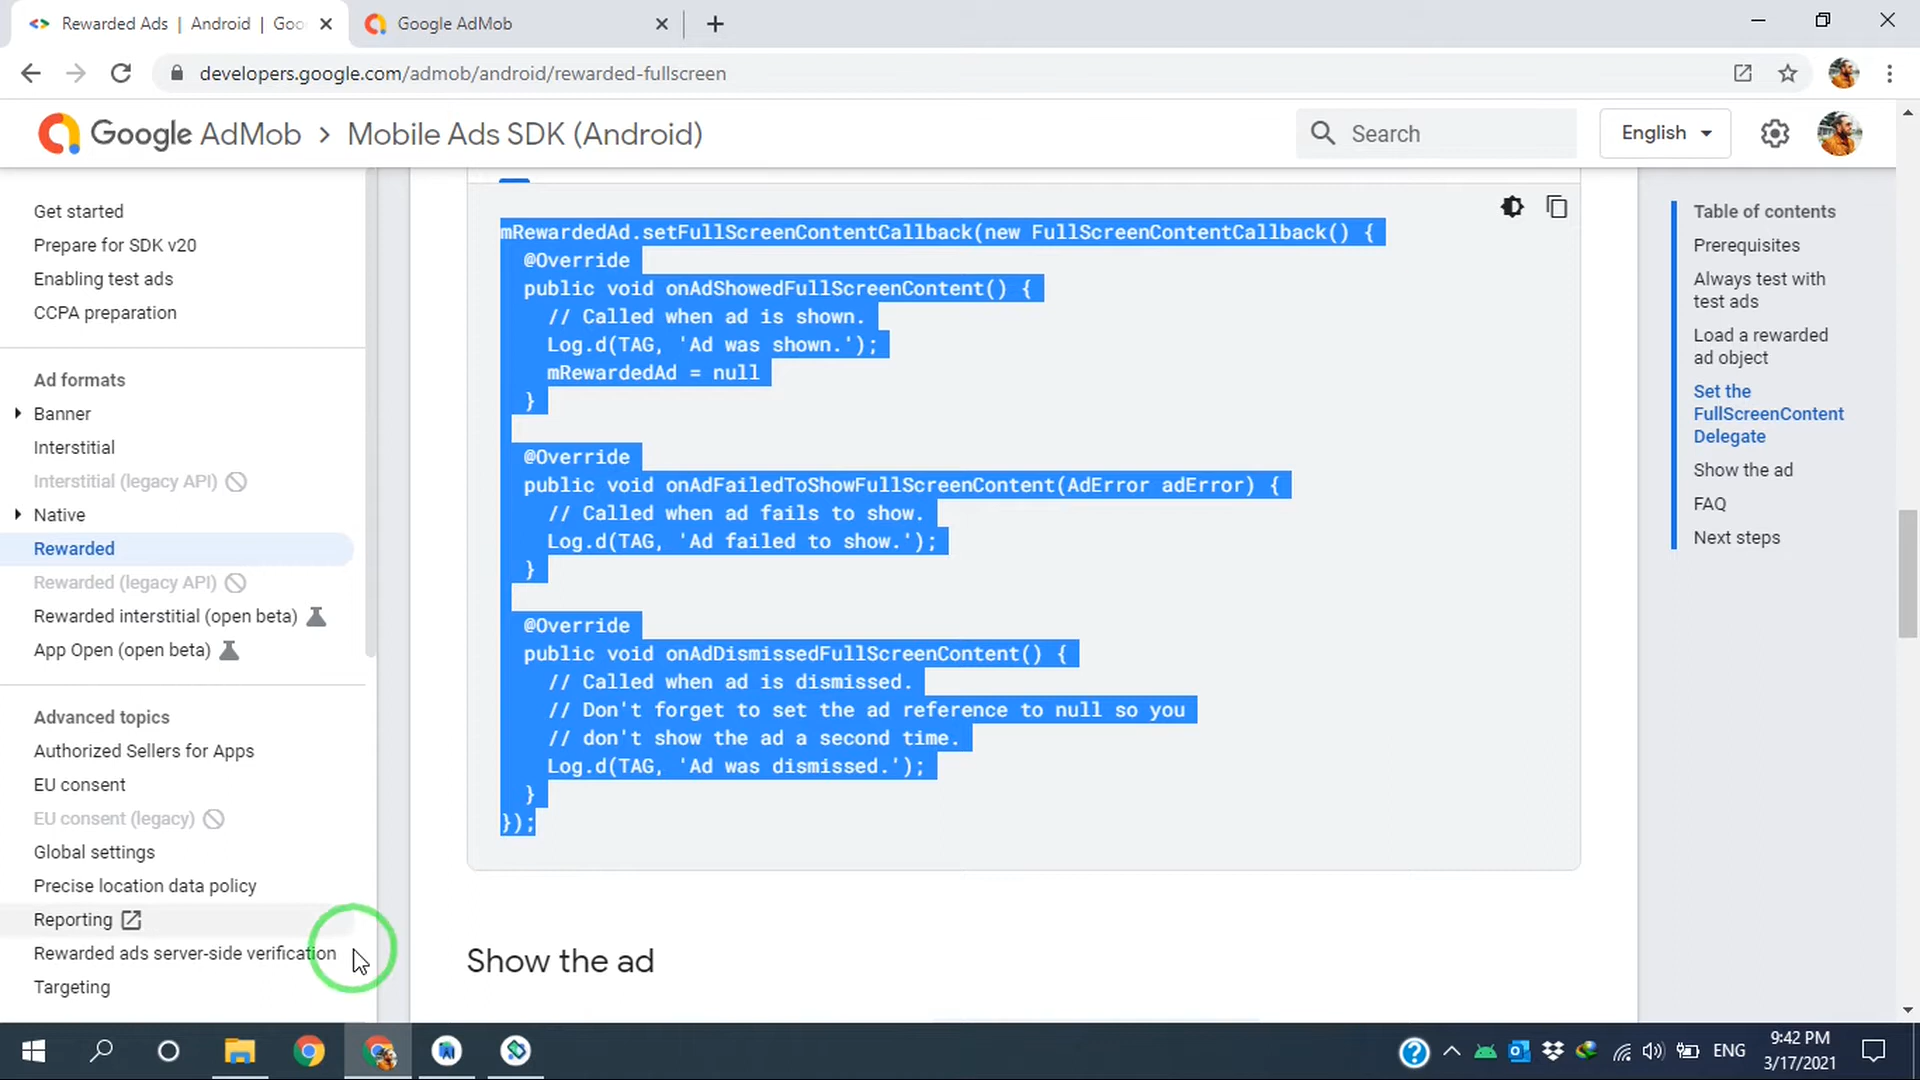 Rewarded Ads | Android | Goo
Google AdMob
developers.google.com/admob/android/rewarded-fullscreen
Google AdMob > Mobile Ads SDK (Android)
Search
English
Get started
Prepare for SDK v20
Enabling test ads
CCPA preparation
Ad formats
Banner
Interstitial
Interstitial (legacy API)
Native
Rewarded
Rewarded (legacy API)
Rewarded interstitial (open beta)
App Open (open beta)
Advanced topics
Authorized Sellers for Apps
EU consent
EU consent (legacy)
Global settings
Precise location data policy
Reporting
Rewarded ads server-side verification
Targeting
mRewardedAd.setFullScreenContentCallback(new FullScreenContentCallback() {
@Override
public void onAdShowedFullScreenContent() {
// Called when ad is shown.
Log.d(TAG, 'Ad was shown.');
mRewardedAd = null
}
@Override
public void onAdFailedToShowFullScreenContent(AdError adError) {
// Called when ad fails to show.
Log.d(TAG, 'Ad failed to show.');
}
@Override
public void onAdDismissedFullScreenContent() {
// Called when ad is dismissed.
// Don't forget to set the ad reference to null so you
// don't show the ad a second time.
Log.d(TAG, 'Ad was dismissed.');
}
});
Show the ad
Table of contents
Prerequisites
Always test with
test ads
Load a rewarded
ad object
Set the
FullScreenContent
Delegate
Show the ad
FAQ
Next steps
ENG
9:42 PM
3/17/2021